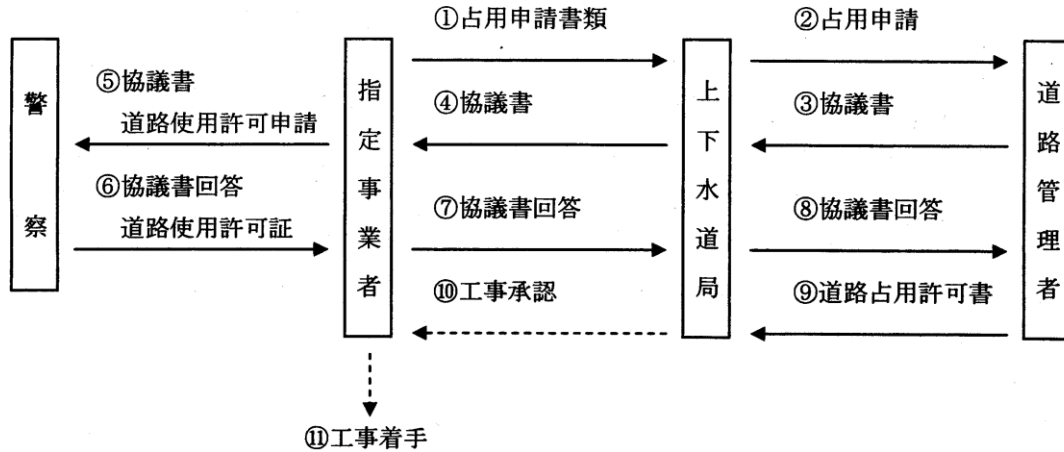 ①占用申請書類
②占用申請
警察
⑤協議書
道路使用許可申請
指定事業者
④協議書
上下水道局
③協議書
道路管理者
⑥協議書回答
道路使用許可証
⑦協議書回答
⑧協議書回答
⑩工事承認
⑨道路占用許可書
⑪工事着手